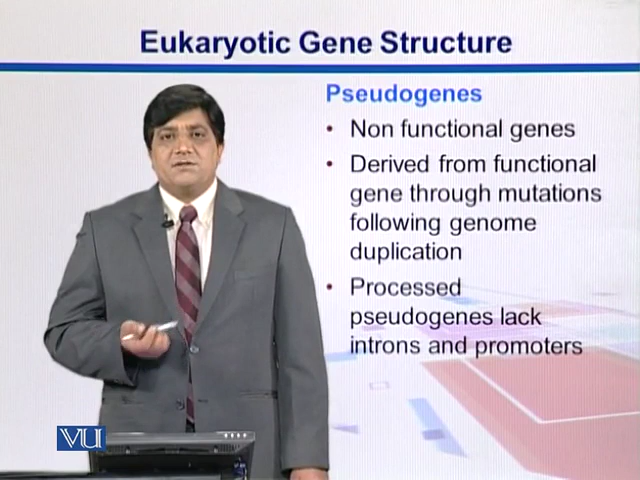 Eukaryotic Gene Structure
Pseudogenes
• Non functional genes
• Derived from functional
gene through mutations
following genome
duplication
• Processed
pseudogenes lack
introns and promoters
VU